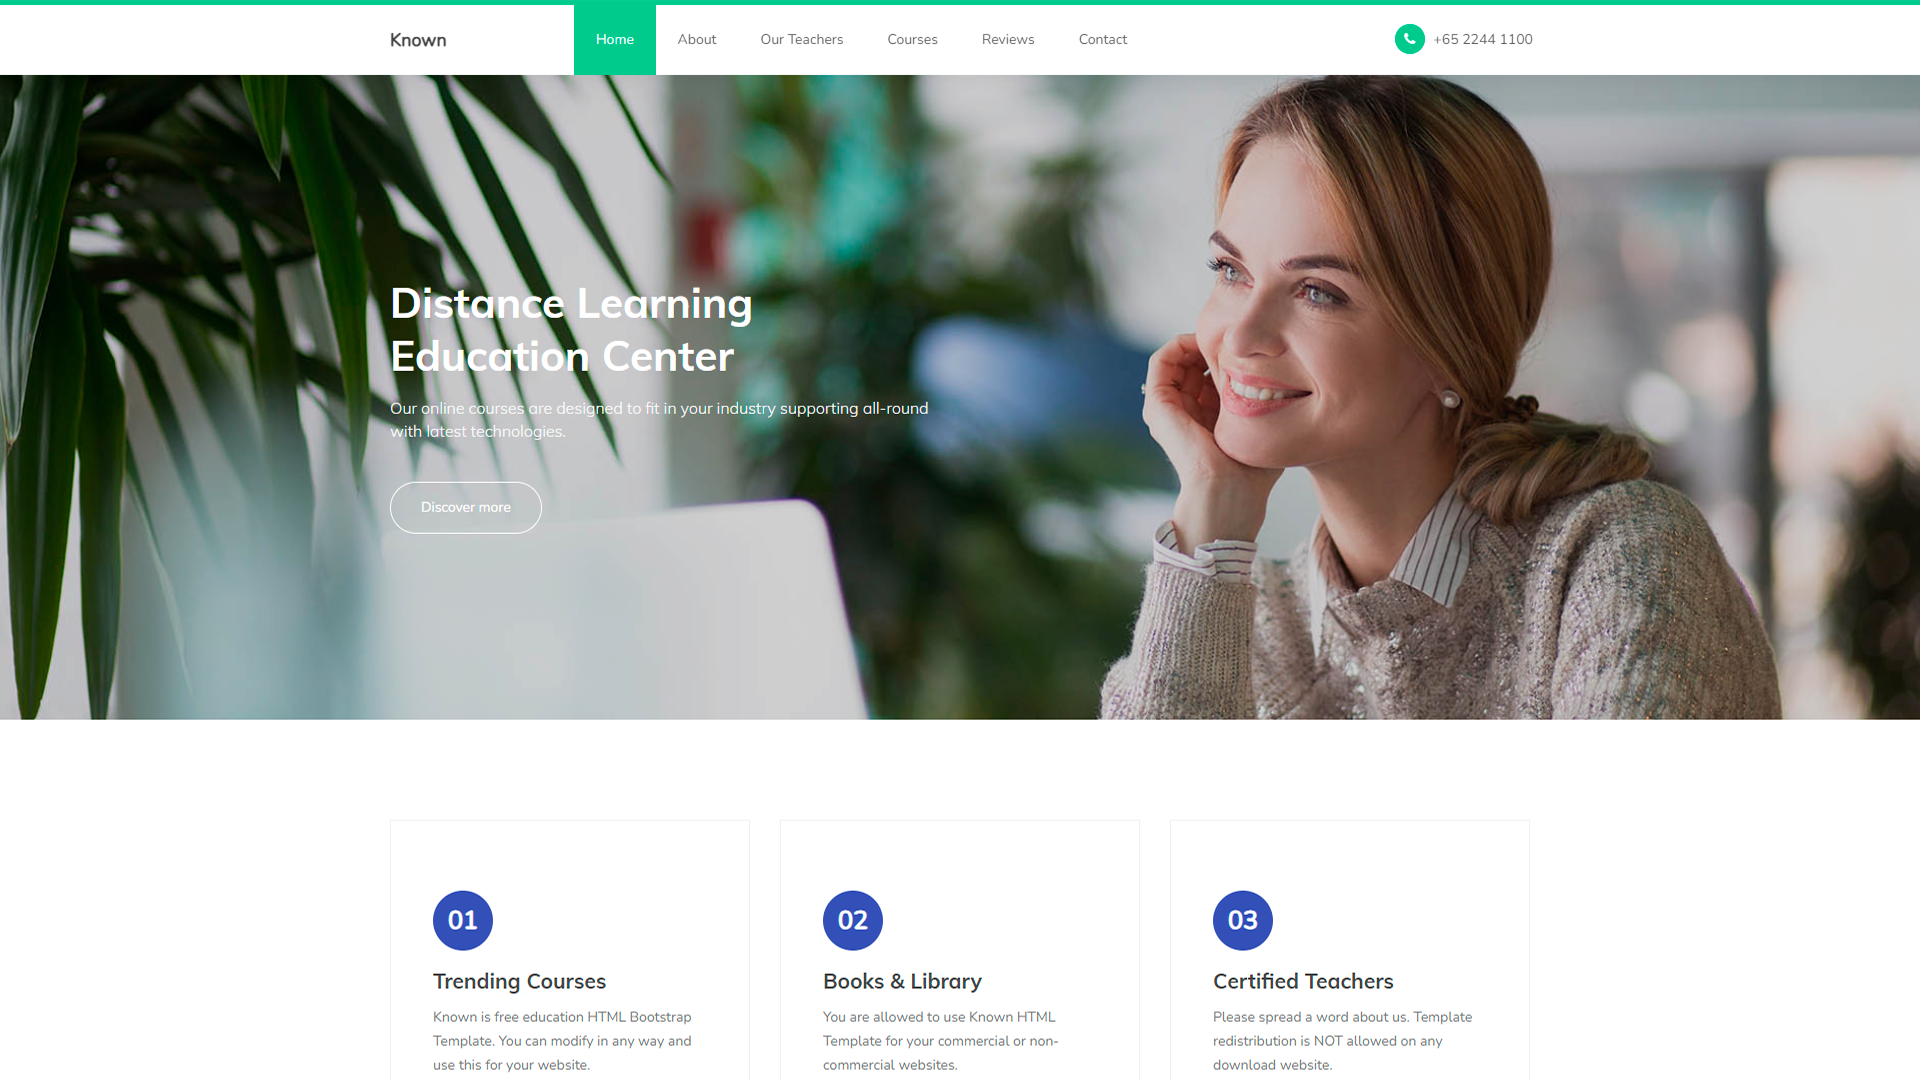 Known
Home
About
Our Teachers
Courses
Reviews
Contact
+65 2244 1100
Distance Learning
Education Center
Our online courses are designed to fit in your industry supporting all-round
with latest technologies.
Discover more
01
Trending Courses
Known is free education HTML Bootstrap
Template. You can modify in any way and
use this for your website.
02
Books & Library
You are allowed to use Known HTML
Template for your commercial or non-
commercial websites.
03
Certified Teachers
Please spread a word about us. Template
redistribution is NOT allowed on any
download website.